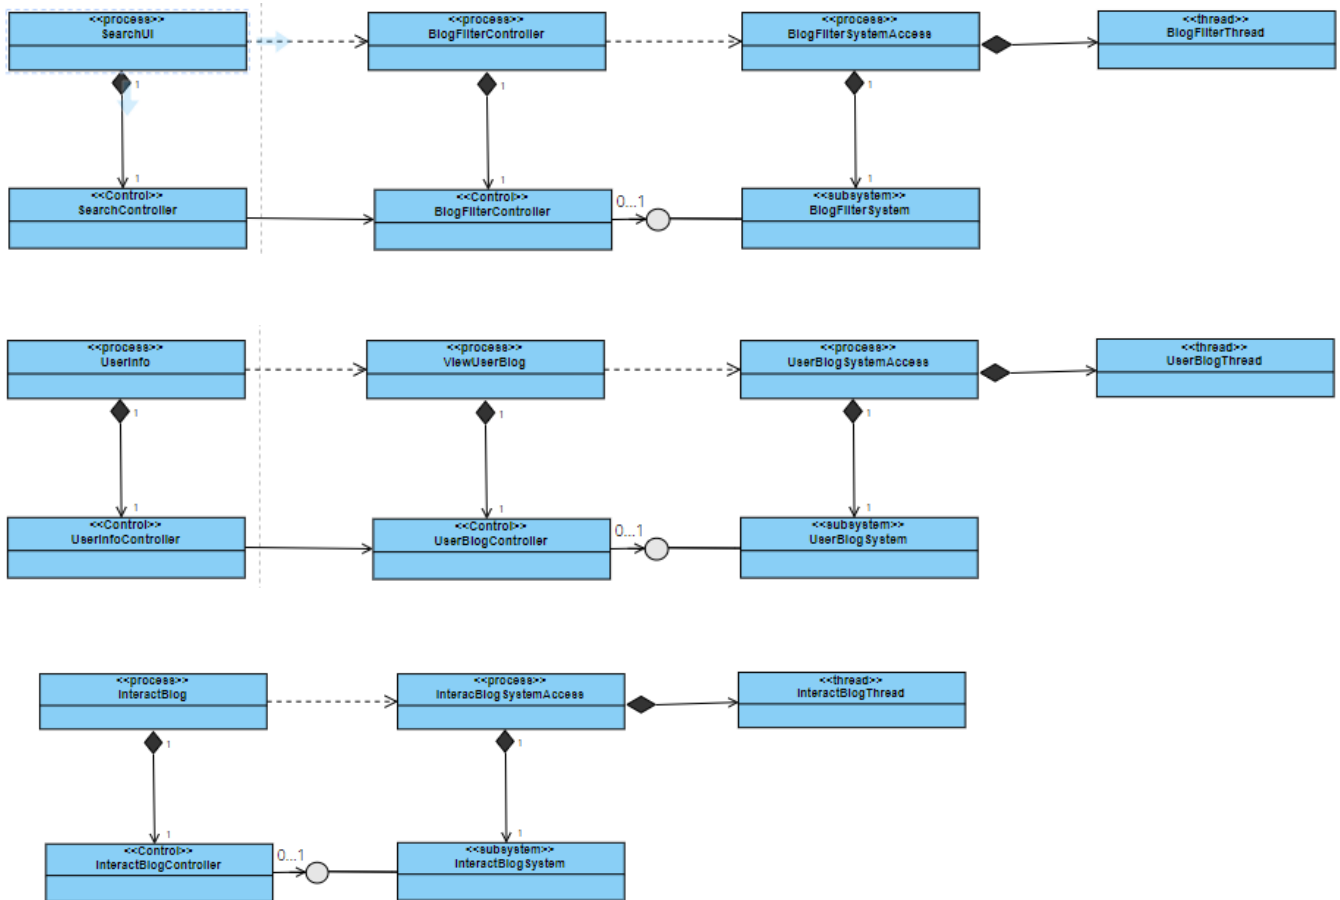 <<process>>
SearchUI
<<process>>
BlogFilterController
<<process>>
BlogFilterSystemAccess
<<thread>>
BlogFilterThread
1
1
1
1
1
1
<<Control>>
SearchController
<<Control>>
BlogFilterController
0...1
<<subsystem>>
BlogFilterSystem
<<process>>
UserInfo
<<process>>
ViewUserBlog
<<process>>
UserBlogSystemAccess
<<thread>>
UserBlogThread
1
1
1
1
1
1
<<Control>>
UserInfoController
<<Control>>
UserBlogController
0...1
<<subsystem>>
UserBlogSystem
<<process>>
InteractBlog
<<process>>
InteracBlogSystemAccess
<<thread>>
InteractBlogThread
1
1
1
1
<<Control>>
InteractBlogController
0...1
<<subsystem>>
InteractBlogSystem